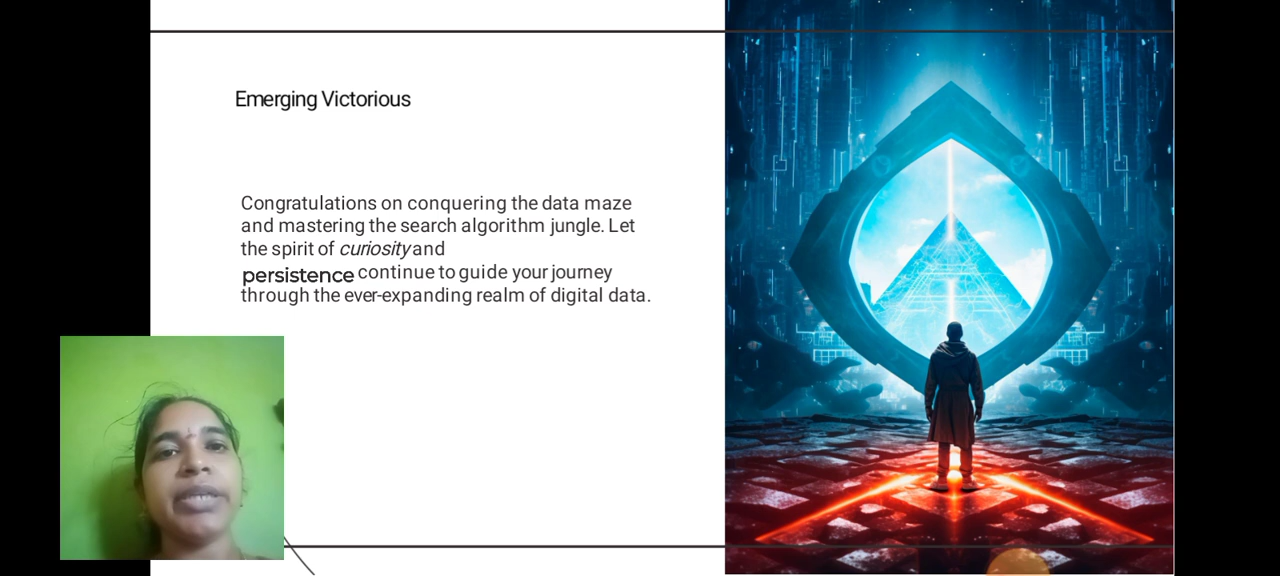 Emerging Victorious
Congratulations on conquering the data maze
and mastering the search algorithm jungle. Let
the spirit of curiosity and
persistence continue to guide your journey
through the ever-expanding realm of digital data.